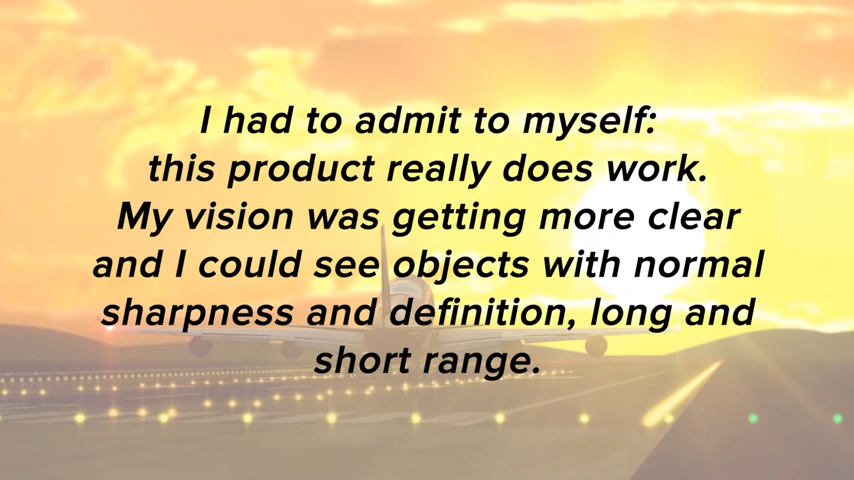 I had to admit to myself:
this product really does work.
My vision was getting more clear
and I could see objects with normal
sharpness and definition, long and
short range.